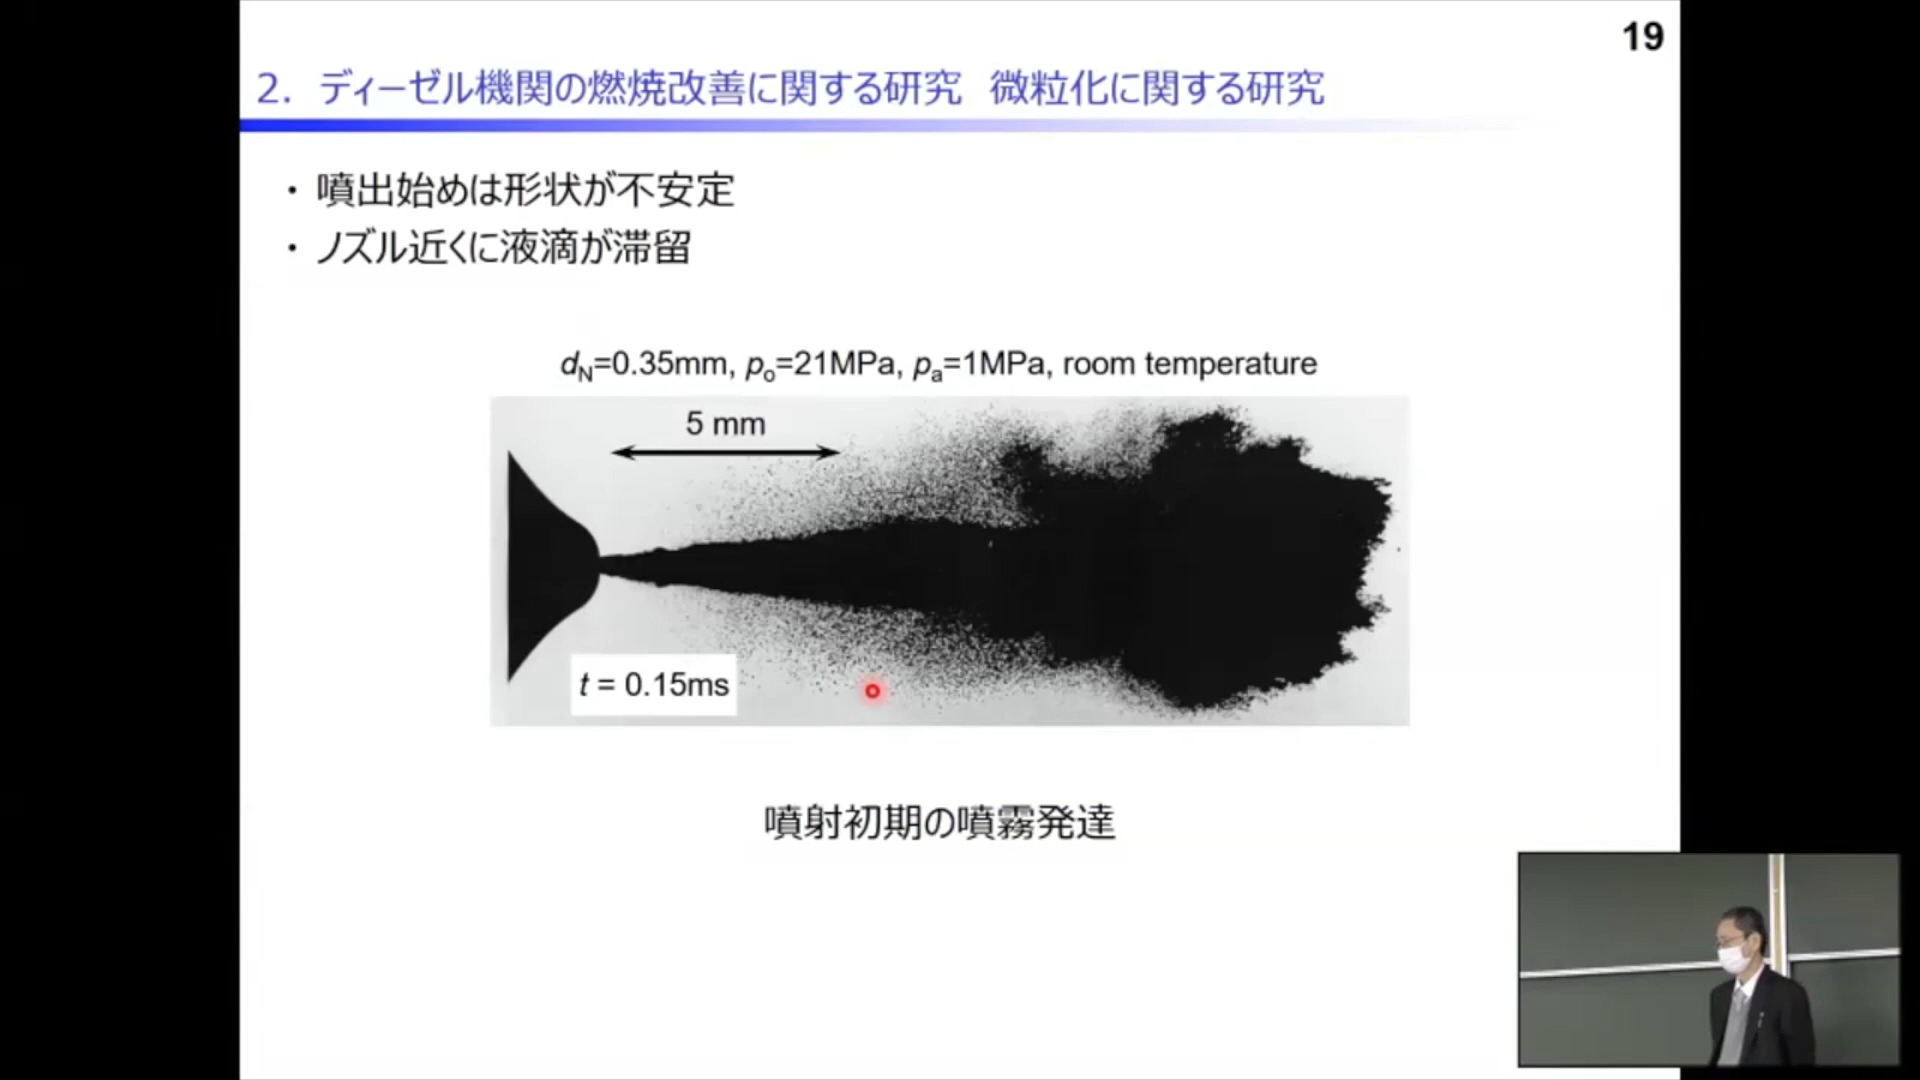 19
2. ディーゼル機関の燃焼改善に関する研究 微粒化に関する研究
・ 噴出始めは形状が不安定
・ ノズル近くに液滴が滞留
dN=0.35mm, po=21MPa, pa=1MPa, room temperature
5 mm
t = 0.15ms
噴射初期の噴霧発達